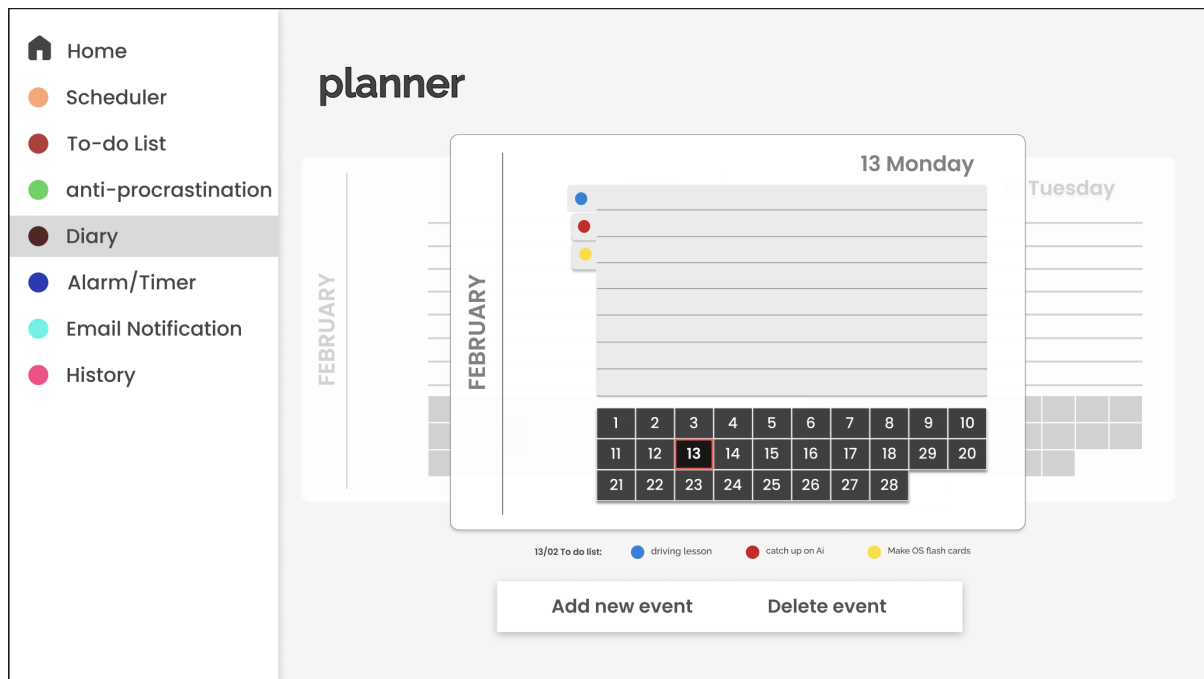 Home
Scheduler
To-do List
anti-procrastination
Diary
Alarm/Timer
Email Notification
History
planner
13 Monday
Tuesday
FEBRUARY
FEBRUARY
1 2 3 4 5 6 7 8 9 10
11 12 13 14 15 16 17 18 29 20
21 22 23 24 25 26 27 28
13/02 To do list: driving lesson catch up on Ai Make OS flash cards
Add new event Delete event